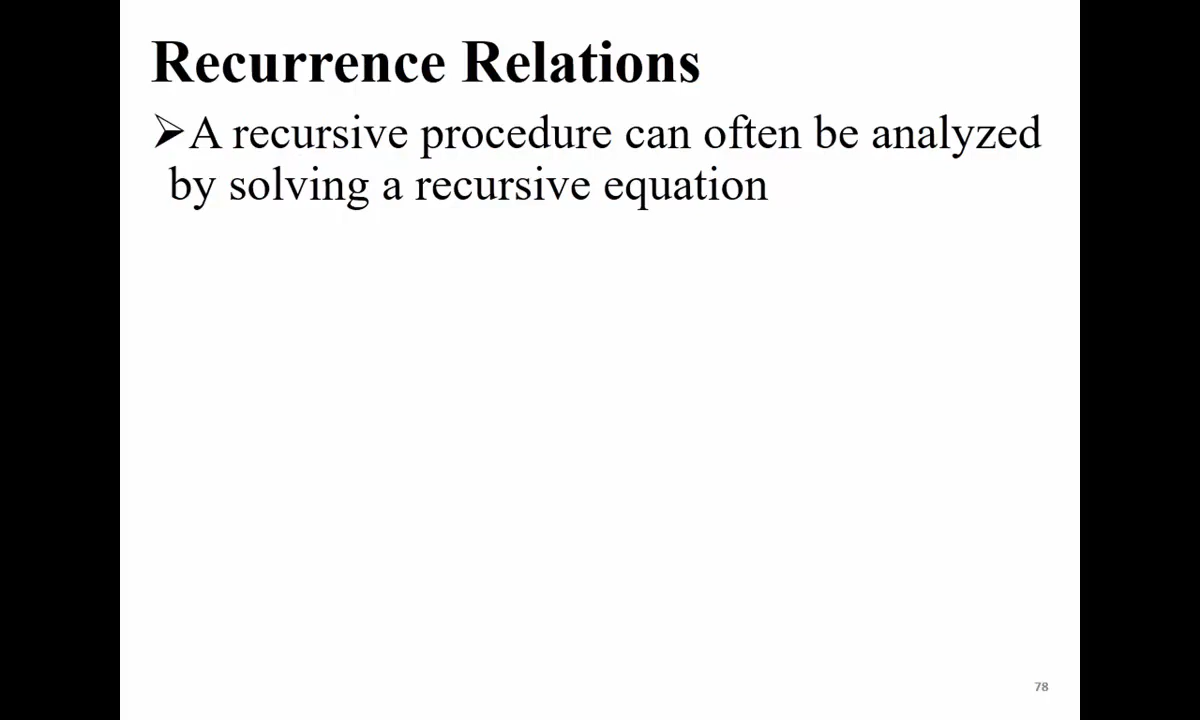 Recurrence Relations
➢A recursive procedure can often be analyzed
by solving a recursive equation
78